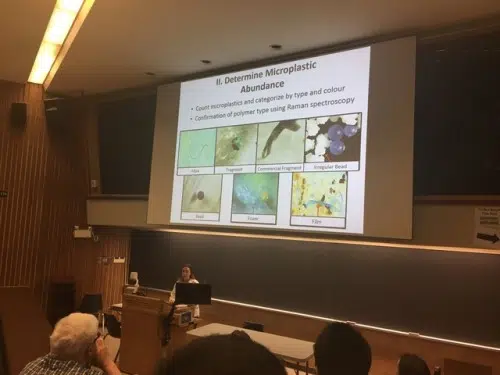 II. Determine Microplastic
Abundance
• Count microplastics and categorize by type and colour
• Confirmation of polymer type using Raman spectroscopy
Fragment
Commercial Fragment
Irregular Bead
Foam
Film